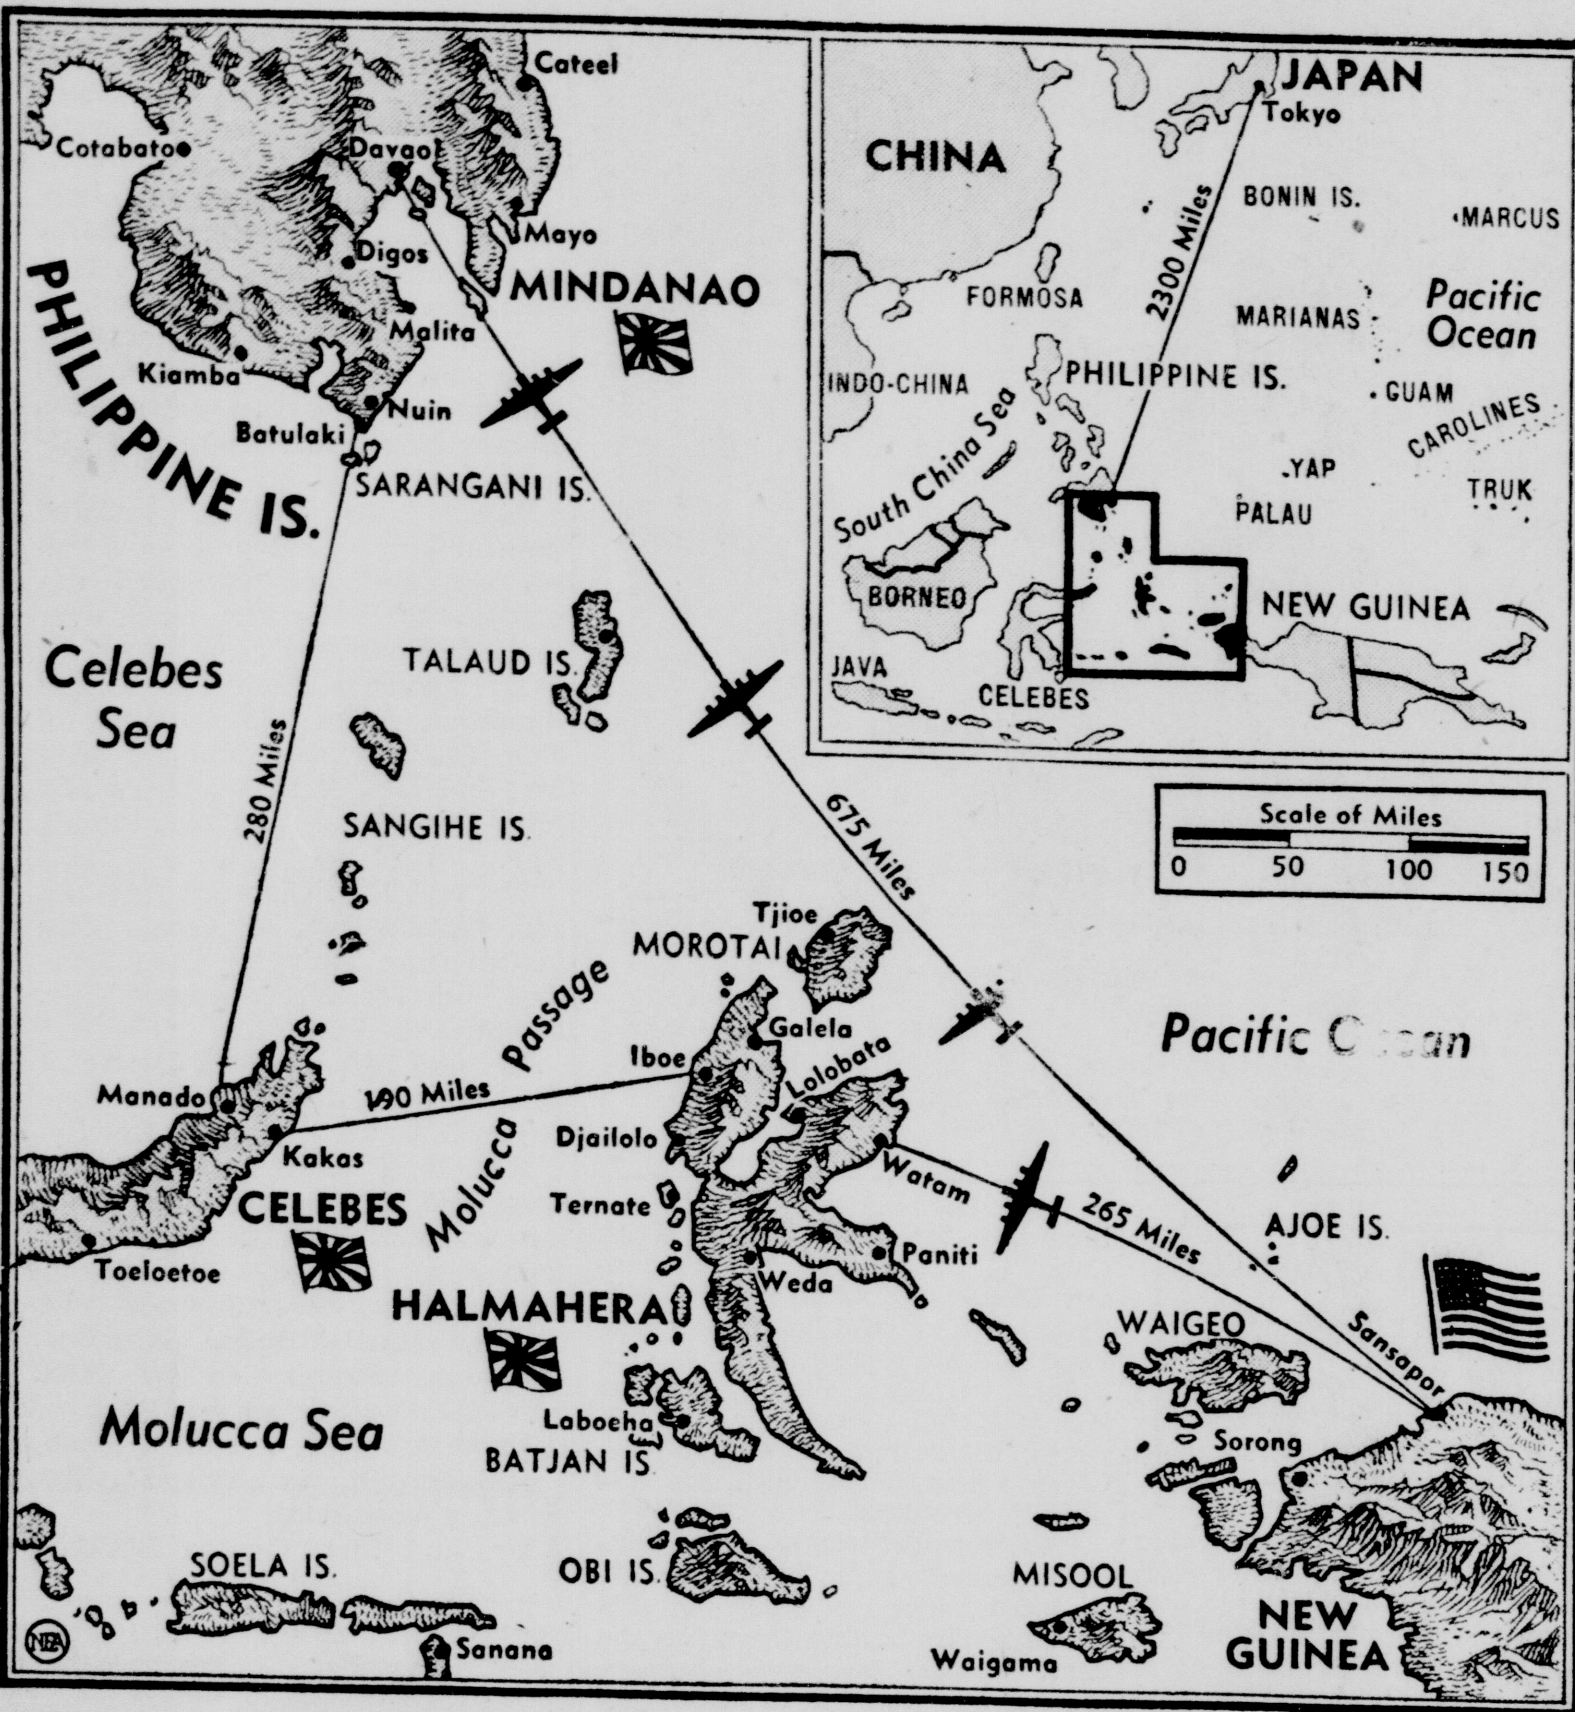 Cateel
Cotabato
Davao
Mayo
Digos
MINDANAO
Malita
Kiamba
Nuin
Batulaki
SARANGANI IS.
PHILIPPINE IS.
Celebes
Sea
TALAUD IS.
280 Miles
SANGIHE IS.
675 Miles
Tjioe
MOROTAI
Molucca Passage
Galela
Iboe
Lolobata
Manado
190 Miles
Djailolo
Kakas
Watam
CELEBES
Ternate
265 Miles
Toeloetoe
Paniti
Weda
HALMAHERA
AJOE IS.
WAIGEO
Sansapor
Molucca Sea
Laboeha
BATJAN IS
Sorong
SOELA IS.
OBI IS.
MISOOL
NEW
GUINEA
Sanana
Waigama
NEA
Pacific
JAPAN
Tokyo
CHINA
BONIN IS.
MARCUS
2300 Miles
FORMOSA
MARIANAS
Pacific
Ocean
INDO-CHINA
PHILIPPINE IS.
GUAM
CAROLINES
South China Sea
YAP
TRUK
PALAU
BORNEO
NEW GUINEA
JAVA
CELEBES
Scale of Miles
0 50 100 150